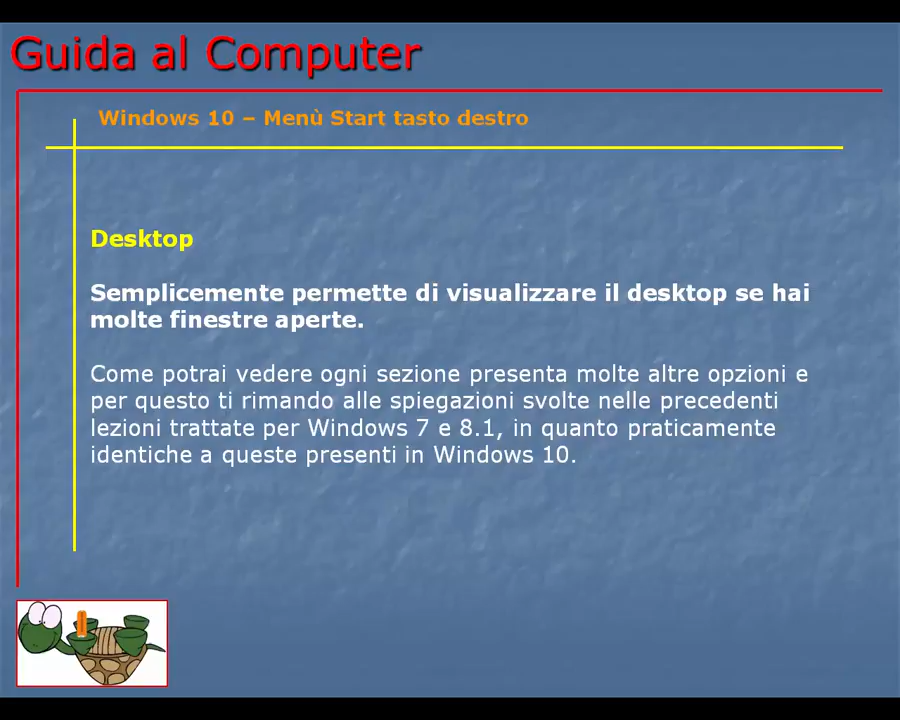 Guida al Computer
Windows 10 – Menù Start tasto destro
Desktop
Semplicemente permette di visualizzare il desktop se hai
molte finestre aperte.
Come potrai vedere ogni sezione presenta molte altre opzioni e
per questo ti rimando alle spiegazioni svolte nelle precedenti
lezioni trattate per Windows 7 e 8.1, in quanto praticamente
identiche a queste presenti in Windows 10.